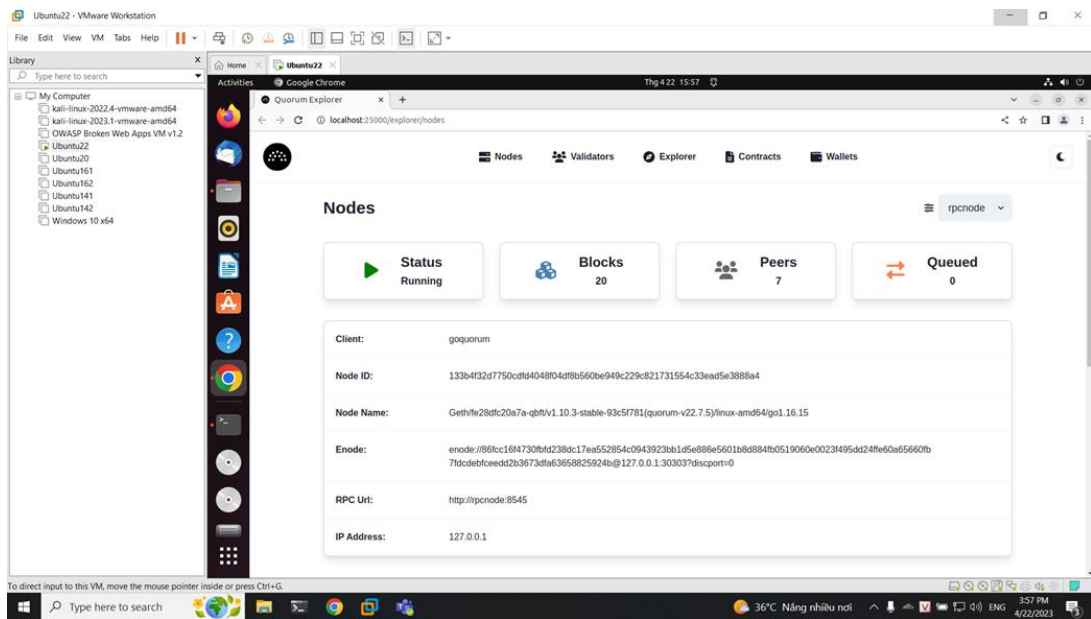 Ubuntu22 - VMware Workstation
File Edit View VM Tabs Help
Library
Type here to search
My Computer
kali-linux-2022.4-vmware-amd64
kali-linux-2023.1-vmware-amd64
OWASP Broken Web Apps VM v1.2
Ubuntu22
Ubuntu20
Ubuntu161
Ubuntu162
Ubuntu141
Ubuntu142
Windows 10 x64
Home Ubuntu22
Activities Google Chrome Thg 4 22 15:57
Quorum Explorer
localhost:25000/explorer/nodes
Nodes Validators Explorer Contracts Wallets
Nodes rpcnode
Status Blocks Peers Queued
Running 20 7 0
Client: goquorum
Node ID: 133b4f32d7750cdfd4048f04df8b560be949c229c821731554c33ead5e3888a4
Node Name: Geth/fe28dfc20a7a-qbft/v1.10.3-stable-93c5f781(quorum-v22.7.5)/linux-amd64/go1.16.15
Enode: enode://86fcc16f4730fbfd238dc17ea552854c0943923bb1d5e886e5601b8d884fb0519060e0023f495dd24ffe60a65660fb
7fdcdebfceedd2b3673dfa63658825924b@127.0.0.1:30303?discport=0
RPC Url: http://rpcnode:8545
IP Address: 127.0.0.1
To direct input to this VM, move the mouse pointer inside or press Ctrl+G.
Type here to search
36°C Nắng nhiều nơi
ENG
3:57 PM
4/22/2023